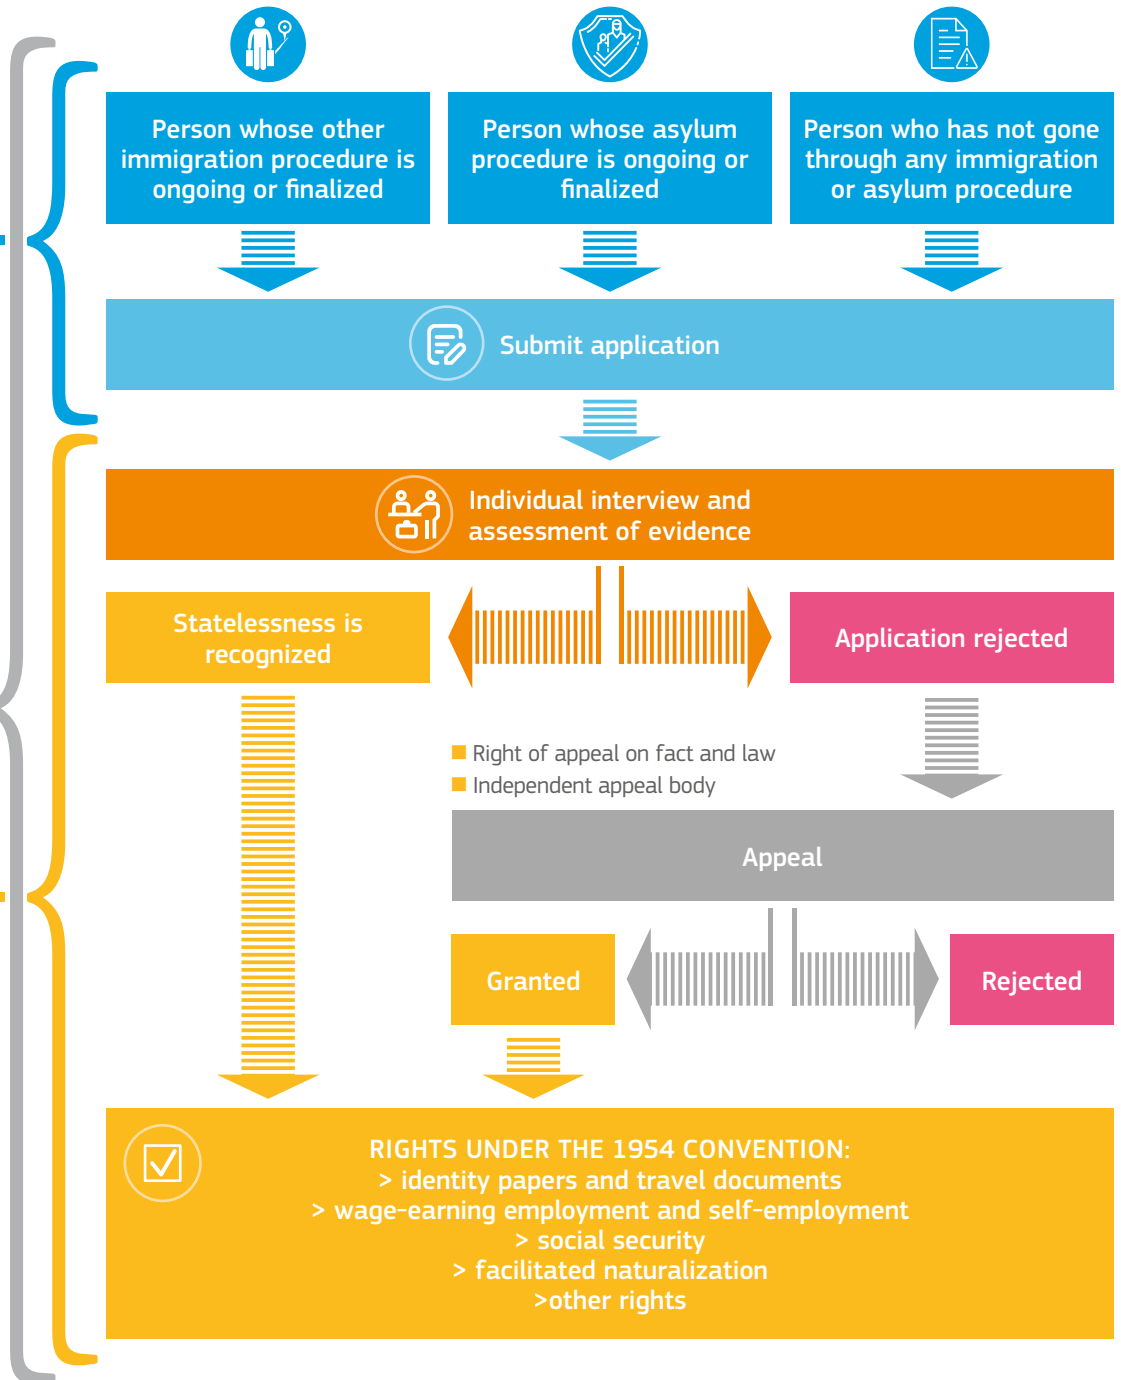 Person whose other
immigration procedure is
ongoing or finalized
Person whose asylum
procedure is ongoing or
finalized
Person who has not gone
through any immigration
or asylum procedure
Submit application
Individual interview and
assessment of evidence
Statelessness is
recognized
Application rejected
Right of appeal on fact and law
Independent appeal body
Appeal
Granted
Rejected
RIGHTS UNDER THE 1954 CONVENTION:
> identity papers and travel documents
> wage-earning employment and self-employment
> social security
> facilitated naturalization
>other rights